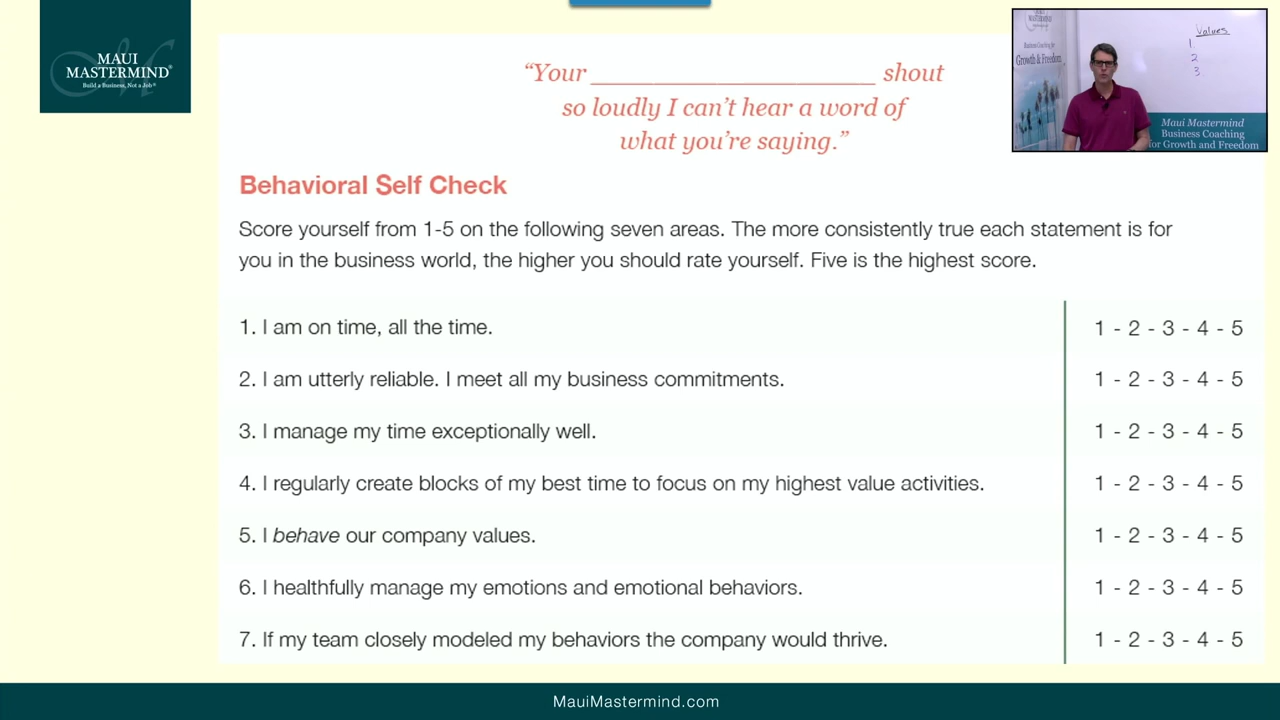 MAUI
MASTERMIND®
Build a Business, Not a Job®
“Your ______________________ shout
so loudly I can’t hear a word of
what you’re saying.”
Values
1.
2
3
Growth & Freedom
Maui Mastermind
Business Coaching
for Growth and Freedom
Behavioral Self Check
Score yourself from 1-5 on the following seven areas. The more consistently true each statement is for
you in the business world, the higher you should rate yourself. Five is the highest score.
1. I am on time, all the time. 1 - 2 - 3 - 4 - 5
2. I am utterly reliable. I meet all my business commitments. 1 - 2 - 3 - 4 - 5
3. I manage my time exceptionally well. 1 - 2 - 3 - 4 - 5
4. I regularly create blocks of my best time to focus on my highest value activities. 1 - 2 - 3 - 4 - 5
5. I behave our company values. 1 - 2 - 3 - 4 - 5
6. I healthfully manage my emotions and emotional behaviors. 1 - 2 - 3 - 4 - 5
7. If my team closely modeled my behaviors the company would thrive. 1 - 2 - 3 - 4 - 5
MauiMastermind.com